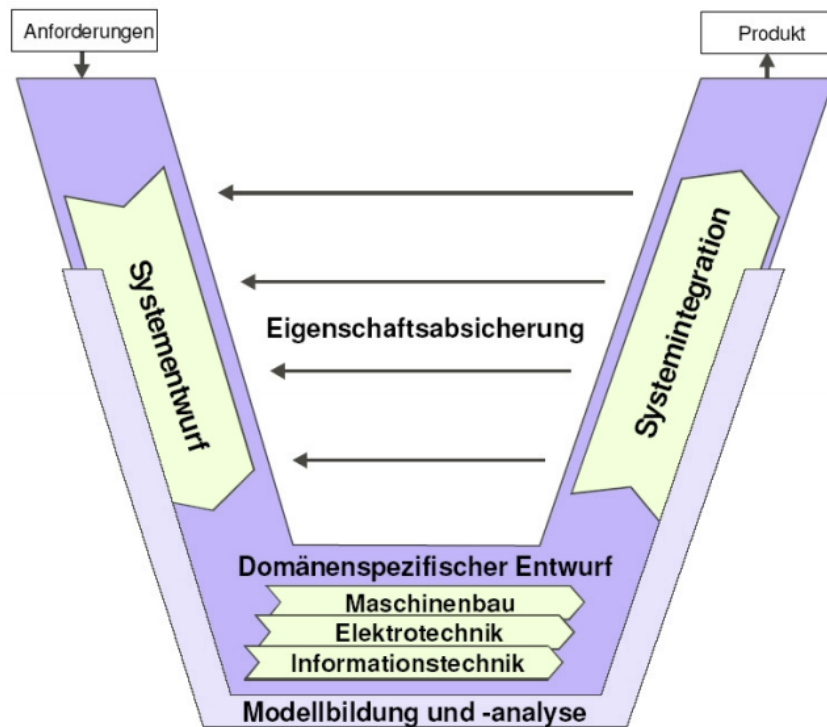 Anforderungen
Produkt
Systementwurf
Eigenschaftsabsicherung
Systemintegration
Domänenspezifischer Entwurf
Maschinenbau
Elektrotechnik
Informationstechnik
Modellbildung und -analyse